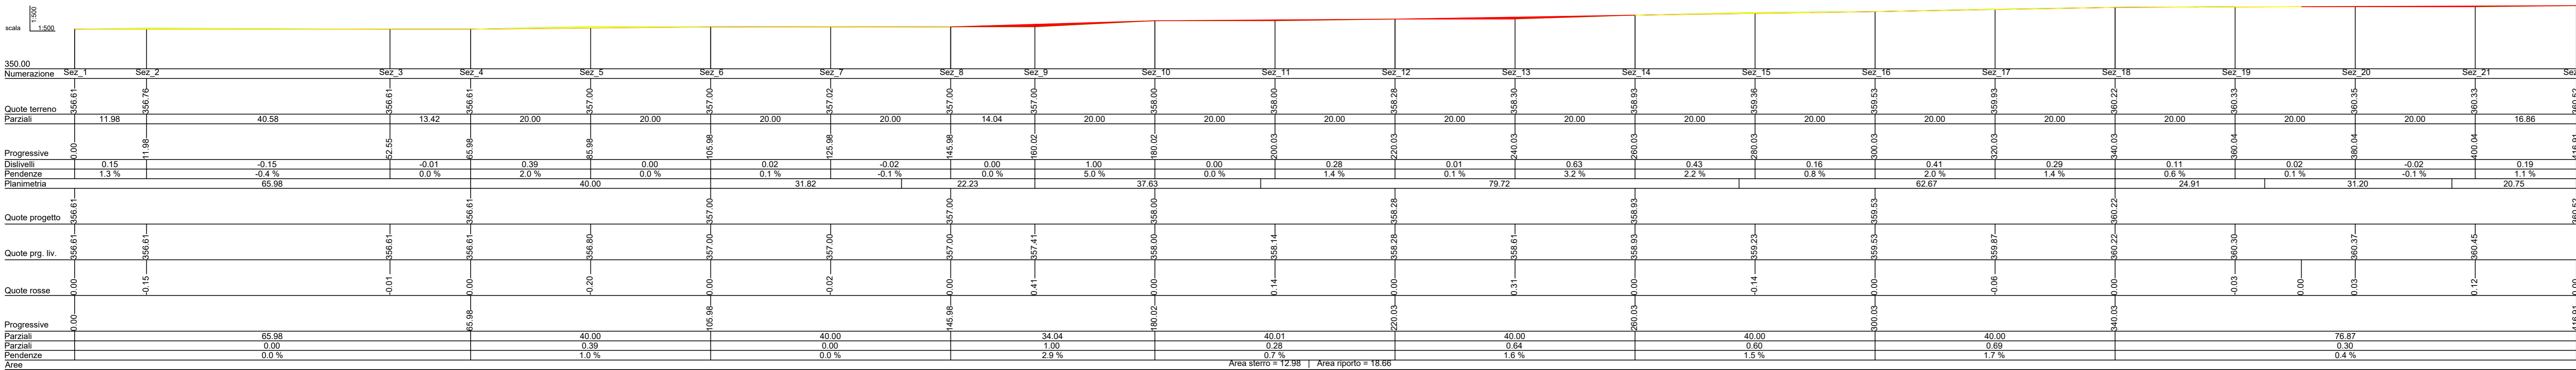 1:500
scala 1:500
350.00
Numerazione Sez_1 Sez_2 Sez_3 Sez_4 Sez_5 Sez_6 Sez_7 Sez_8 Sez_9 Sez_10 Sez_11 Sez_12 Sez_13 Sez_14 Sez_15 Sez_16 Sez_17 Sez_18 Sez_19 Sez_20 Sez_21
Quote terreno 356.61 356.76 356.61 356.61 357.00 357.00 357.02 357.00 357.00 358.00 358.00 358.28 358.30 358.93 359.36 359.53 359.93 360.22 360.33 360.35 360.33 360.52
Parziali 11.98 40.58 13.42 20.00 20.00 20.00 20.00 14.04 20.00 20.00 20.00 20.00 20.00 20.00 20.00 20.00 20.00 20.00 20.00 20.00 16.86
Progressive 0.00 11.98 52.55 65.98 85.98 105.98 125.98 145.98 160.02 180.02 200.03 220.03 240.03 260.03 280.03 300.03 320.03 340.03 360.04 380.04 400.04 416.91
Dislivelli 0.15 -0.15 -0.01 0.39 0.00 0.02 -0.02 0.00 1.00 0.00 0.28 0.01 0.63 0.43 0.16 0.41 0.29 0.11 0.02 -0.02 0.19
Pendenze 1.3 % -0.4 % 0.0 % 2.0 % 0.0 % 0.1 % -0.1 % 0.0 % 5.0 % 0.0 % 1.4 % 0.1 % 3.2 % 2.2 % 0.8 % 2.0 % 1.4 % 0.6 % 0.1 % -0.1 % 1.1 %
Planimetria 65.98 40.00 31.82 22.23 37.63 79.72 62.67 24.91 31.20 20.75
Quote progetto 356.61 356.61 357.00 357.00 358.00 358.28 358.93 359.53 360.22 360.52
Quote prg. liv. 356.61 356.61 356.61 356.61 356.80 357.00 357.00 357.00 357.41 358.00 358.14 358.28 358.61 358.93 359.23 359.53 359.87 360.22 360.30 360.37 360.45
Quote rosse 0.00 -0.15 -0.01 0.00 -0.20 0.00 -0.02 0.00 0.41 0.00 0.14 0.00 0.31 0.00 -0.14 0.00 -0.06 0.00 -0.03 0.00 0.03 0.12 0.00
Progressive 0.00 65.98 105.98 145.98 180.02 220.03 260.03 300.03 340.03 416.91
Parziali 65.98 40.00 40.00 34.04 40.01 40.00 40.00 40.00 76.87
Parziali 0.00 0.39 0.00 1.00 0.28 0.64 0.60 0.69 0.30
Pendenze 0.0 % 1.0 % 0.0 % 2.9 % 0.7 % 1.6 % 1.5 % 1.7 % 0.4 %
Aree Area sterro = 12.98 | Area riporto = 18.66